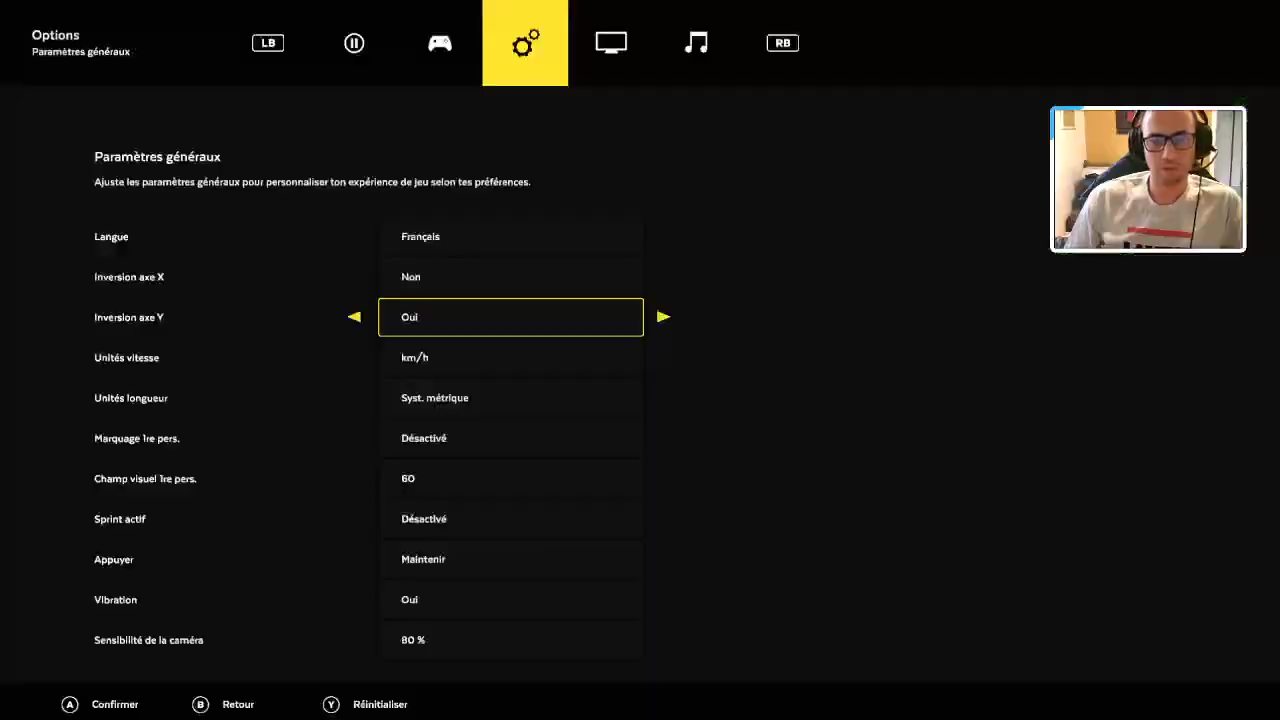 Options
Paramètres généraux
LB
RB
Paramètres généraux
Ajuste les paramètres généraux pour personnaliser ton expérience de jeu selon tes préférences.
Langue Français
Inversion axe X Non
Inversion axe Y Oui
Unités vitesse km/h
Unités longueur Syst. métrique
Marquage 1re pers. Désactivé
Champ visuel 1re pers. 60
Sprint actif Désactivé
Appuyer Maintenir
Vibration Oui
Sensibilité de la caméra 80 %
A Confirmer B Retour Y Réinitialiser